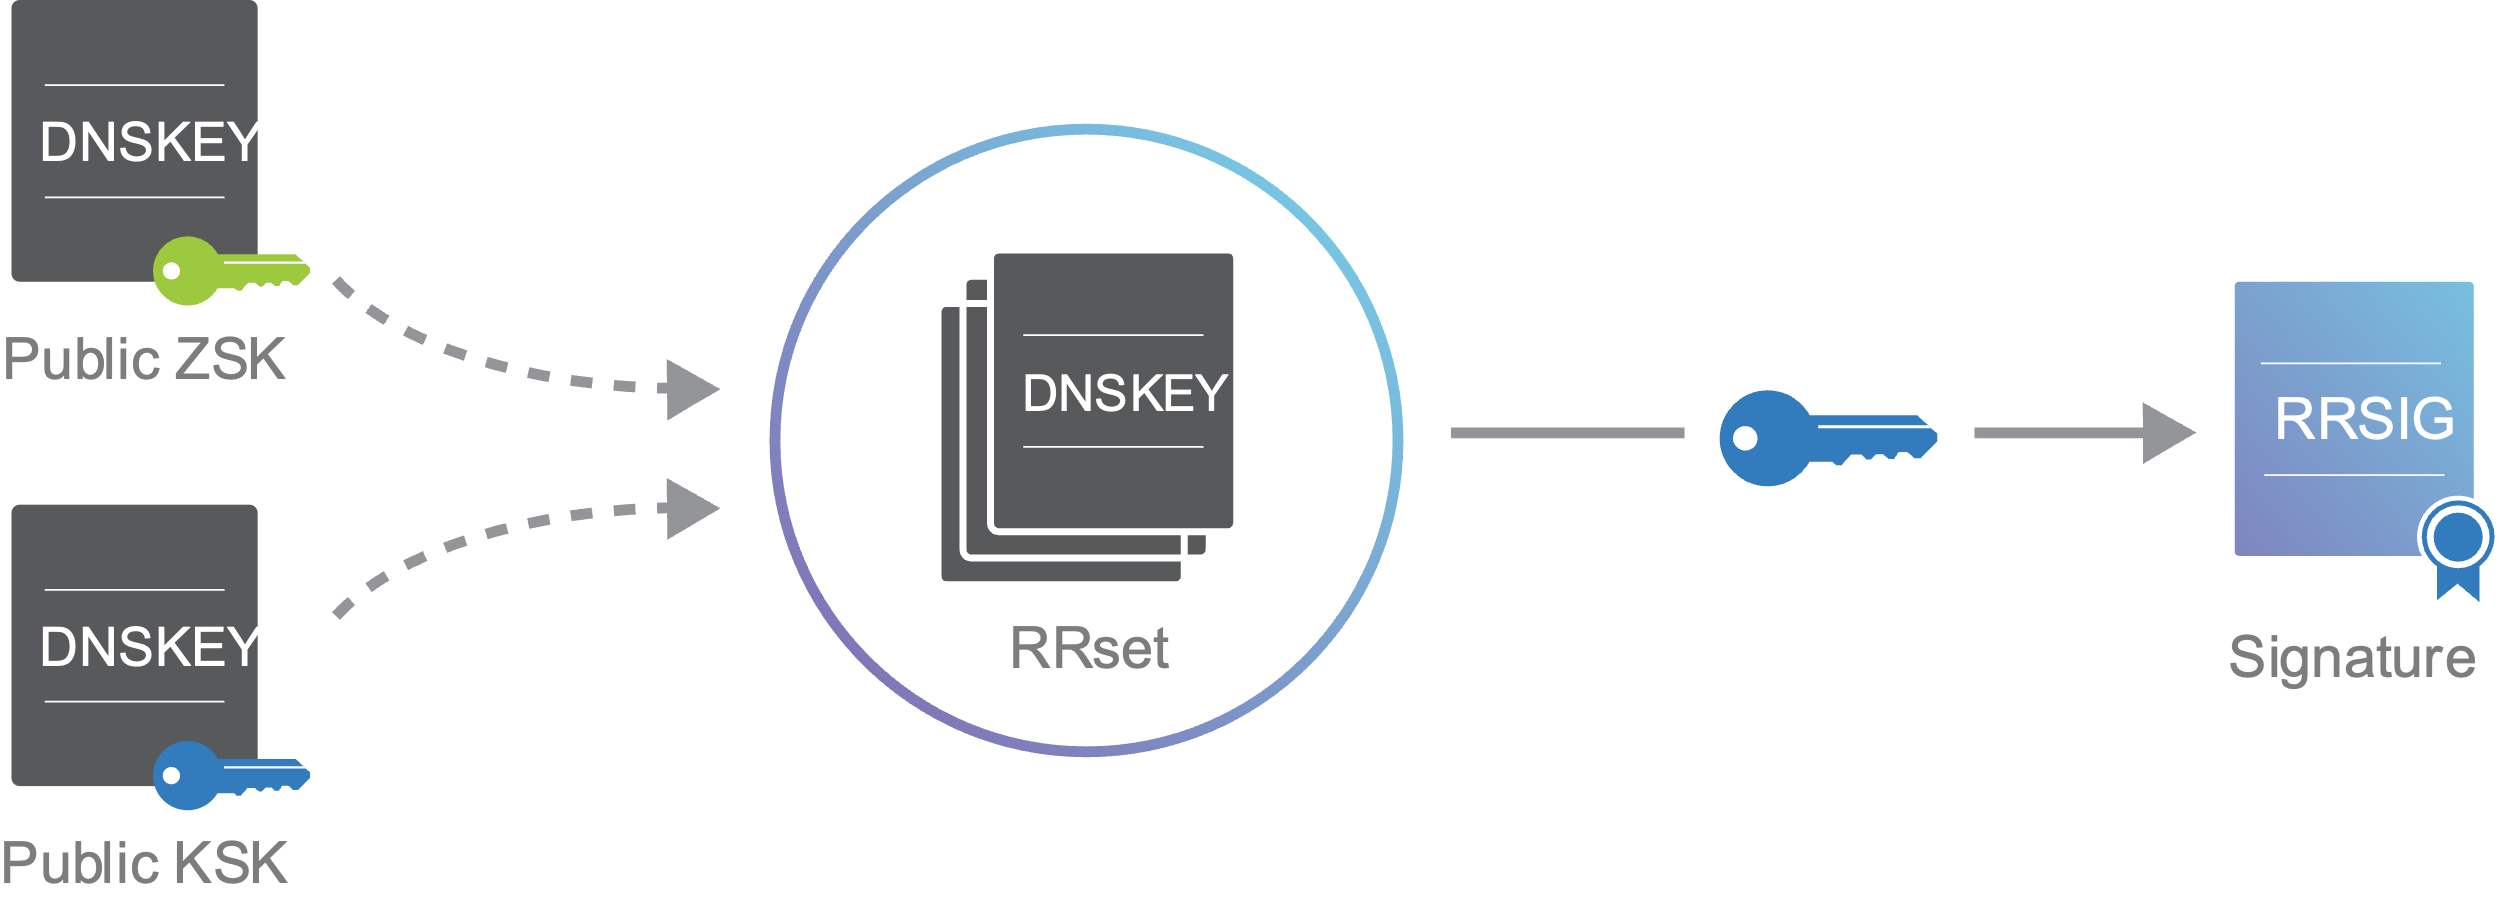 DNSKEY
Public ZSK
DNSKEY
Public KSK
DNSKEY
RRset
RRSIG
Signature